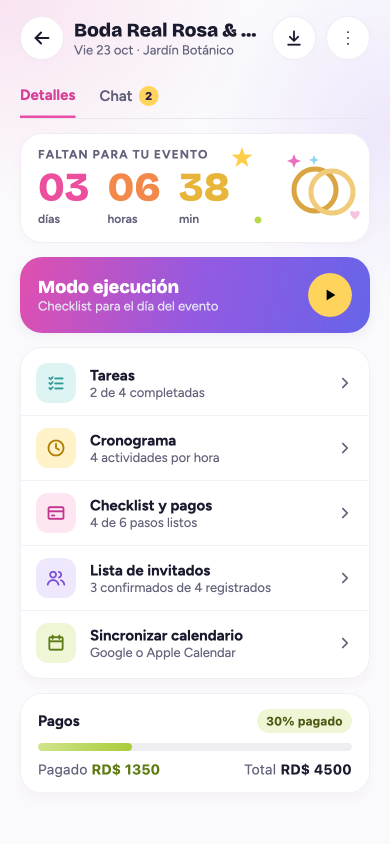 Boda Real Rosa & ...
Vie 23 oct · Jardín Botánico
Detalles
Chat 2
FALTAN PARA TU EVENTO
03 06 38
días horas min
Modo ejecución
Checklist para el día del evento
Tareas
2 de 4 completadas
Cronograma
4 actividades por hora
Checklist y pagos
4 de 6 pasos listos
Lista de invitados
3 confirmados de 4 registrados
Sincronizar calendario
Google o Apple Calendar
Pagos 30% pagado
Pagado RD$ 1350 Total RD$ 4500